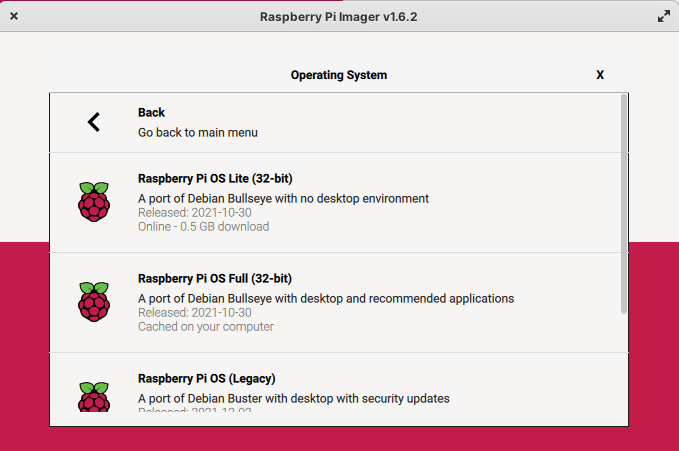 Raspberry Pi Imager v1.6.2
Operating System
X
Back
Go back to main menu
Raspberry Pi OS Lite (32-bit)
A port of Debian Bullseye with no desktop environment
Released: 2021-10-30
Online - 0.5 GB download
Raspberry Pi OS Full (32-bit)
A port of Debian Bullseye with desktop and recommended applications
Released: 2021-10-30
Cached on your computer
Raspberry Pi OS (Legacy)
A port of Debian Buster with desktop with security updates
Released: 2021-12-02